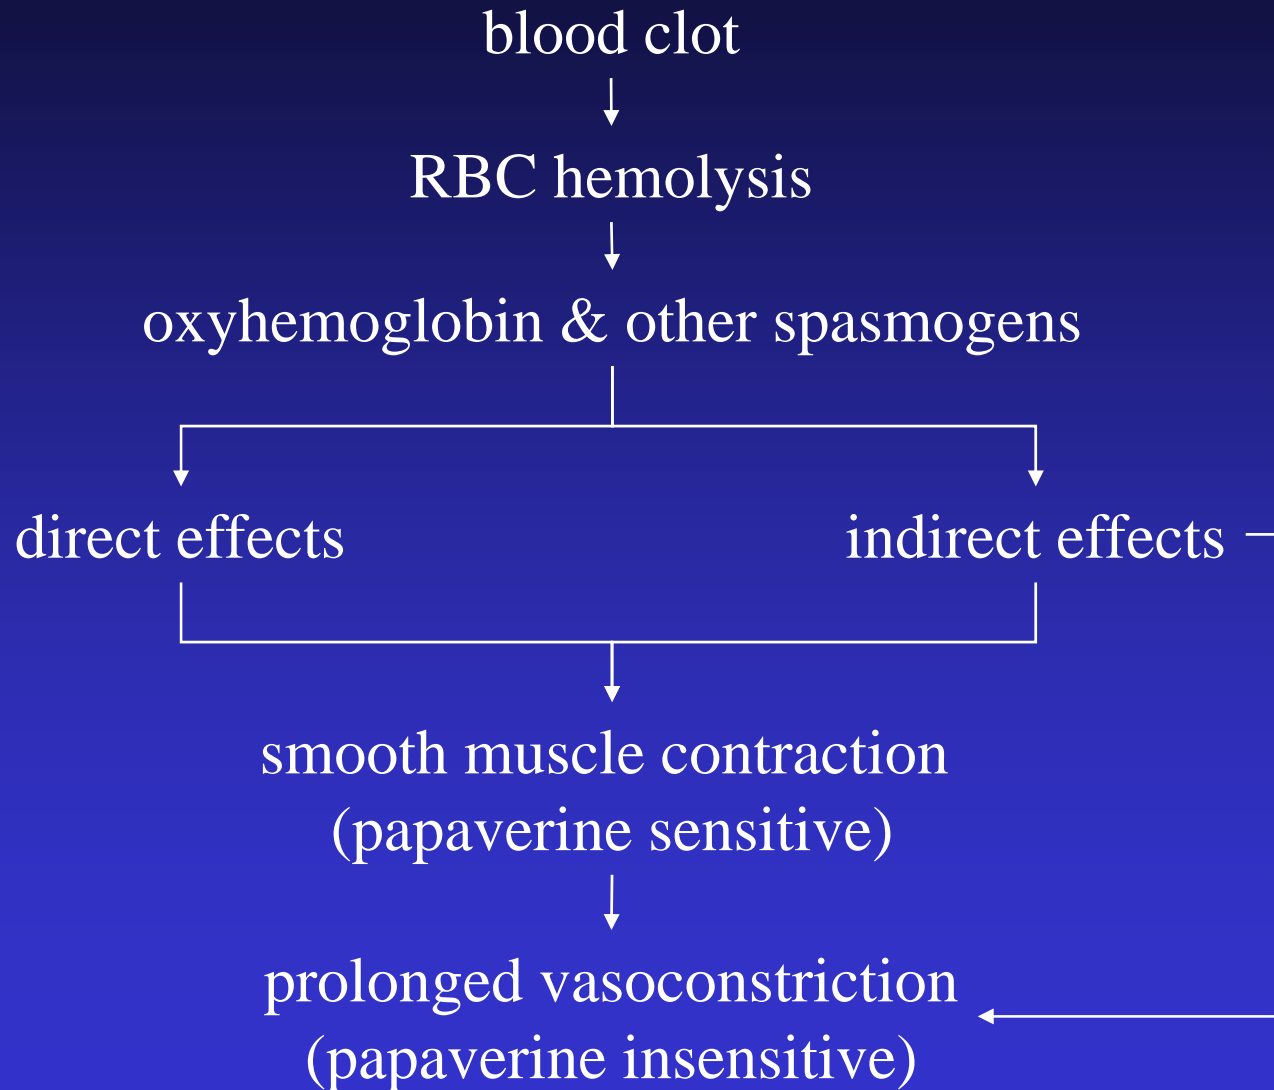 blood clot
RBC hemolysis
oxyhemoglobin & other spasmogens
direct effects
indirect effects
smooth muscle contraction
(papaverine sensitive)
prolonged vasoconstriction
(papaverine insensitive)